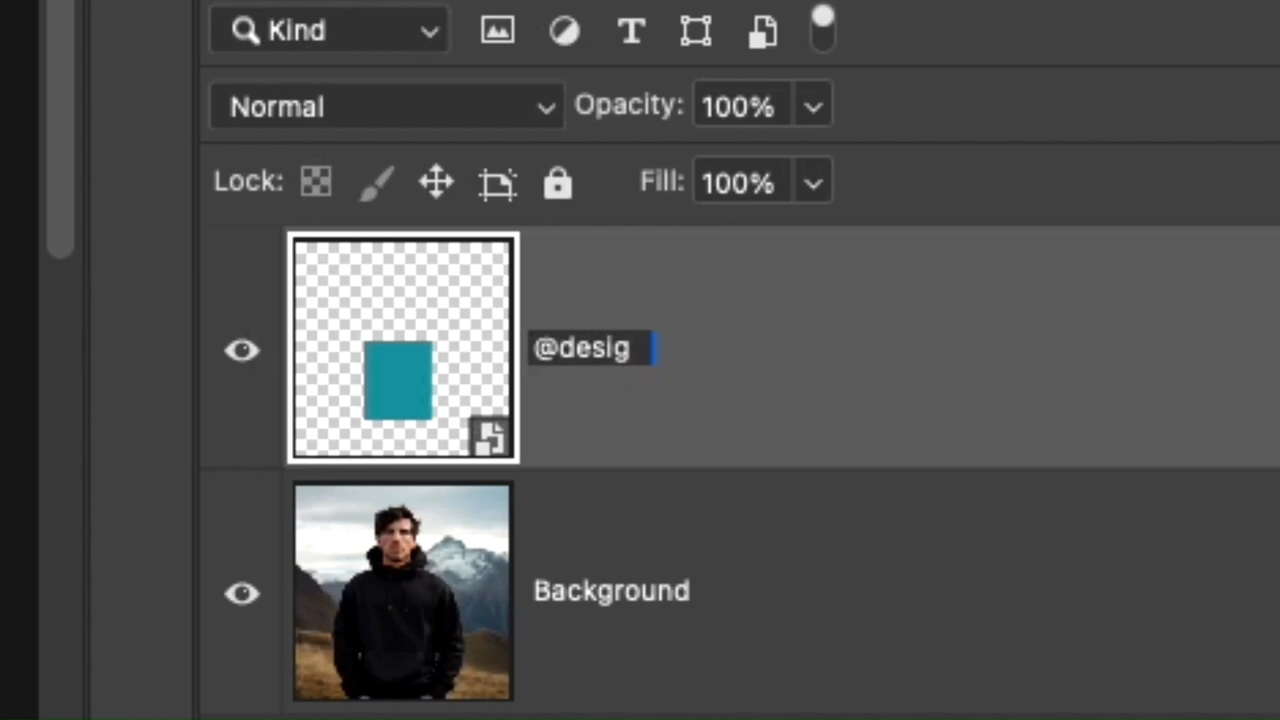 Kind
Normal Opacity: 100%
Lock: Fill: 100%
@desig
Background